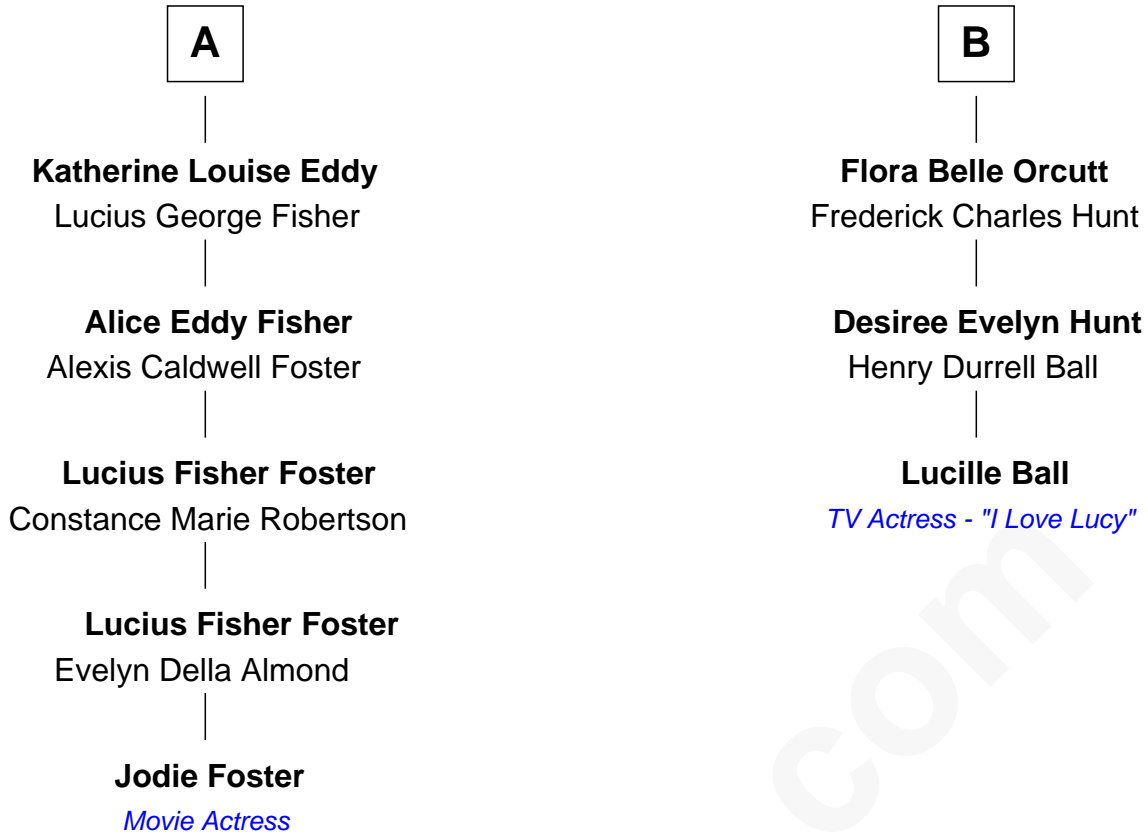 A
Katherine Louise Eddy
Lucius George Fisher
Alice Eddy Fisher
Alexis Caldwell Foster
Lucius Fisher Foster
Constance Marie Robertson
Lucius Fisher Foster
Evelyn Della Almond
Jodie Foster
Movie Actress
B
Flora Belle Orcutt
Frederick Charles Hunt
Desiree Evelyn Hunt
Henry Durrell Ball
Lucille Ball
TV Actress - "I Love Lucy"
com